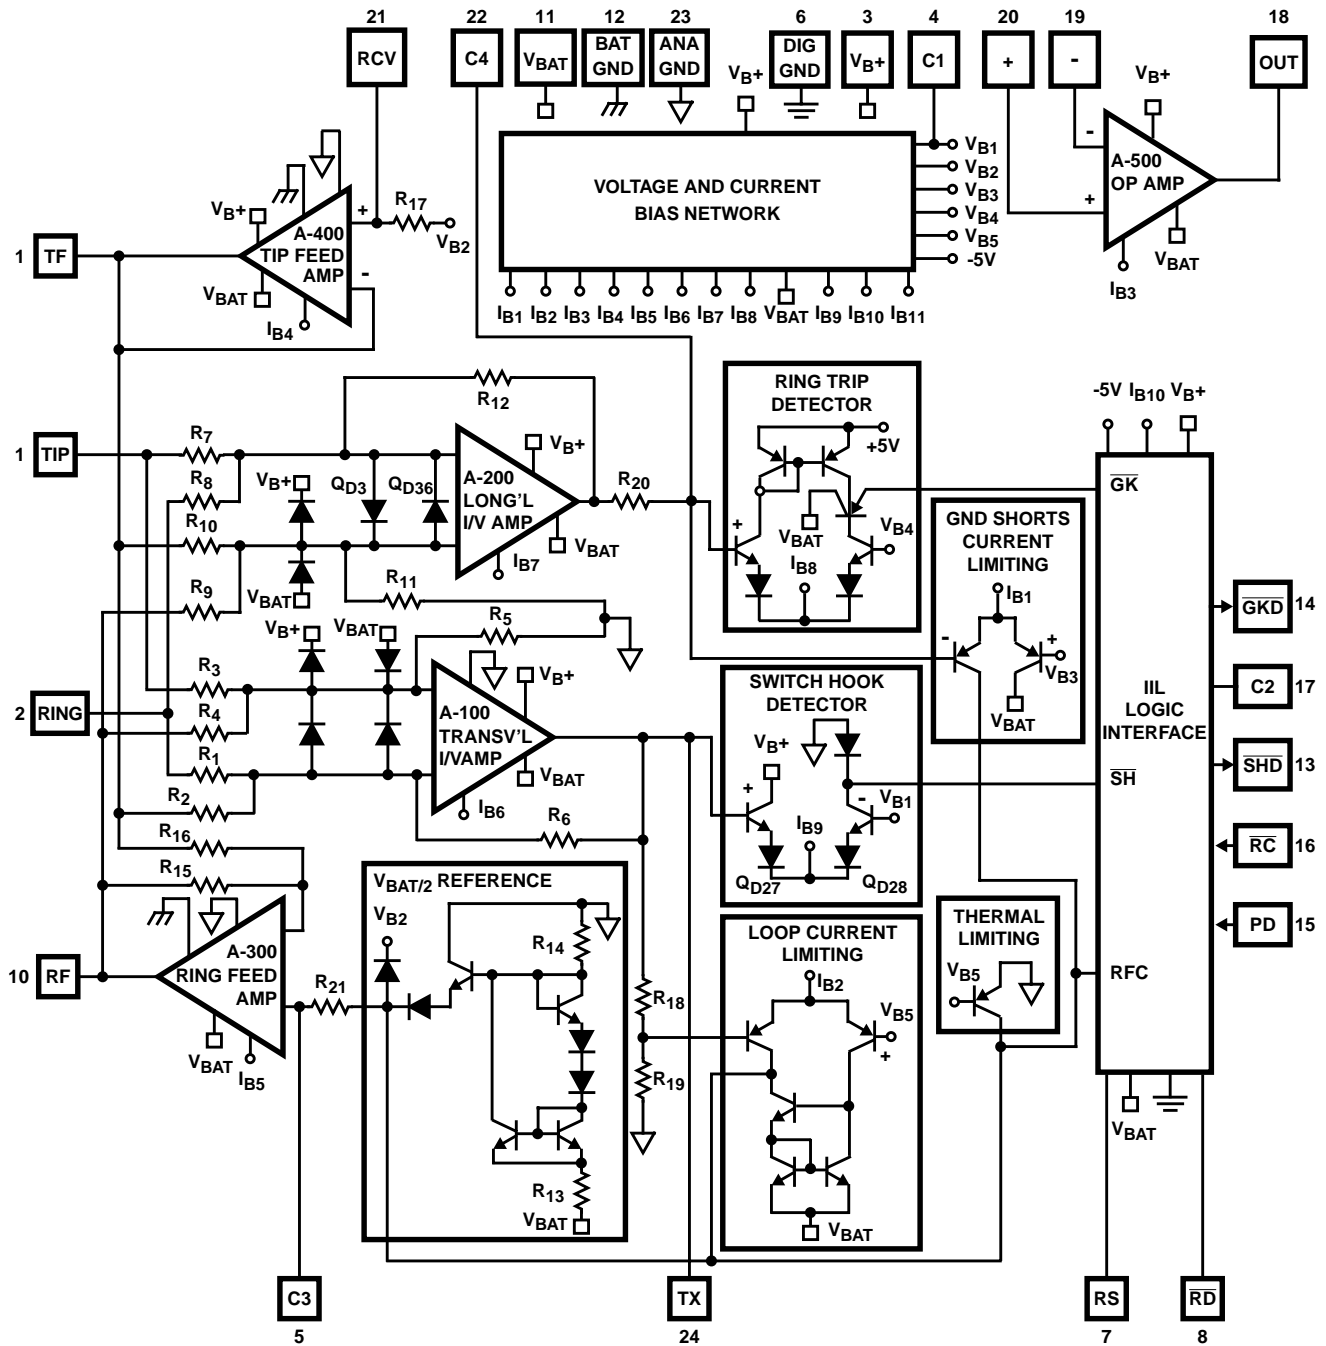 21 22 11 12 23 6 3 4 20 19 18
RCV
C4
VBAT
BAT
GND
ANA
GND
DIG
GND
VB+
C1
+
-
OUT
VB+
VB+
VOLTAGE AND CURRENT
BIAS NETWORK
VB1
VB2
VB3
VB4
VB5
-5V
IB1 IB2 IB3 IB4 IB5 IB6 IB7 IB8 VBAT IB9 IB10 IB11
-
A-500
OP AMP
+
VBAT
IB3
VB+
+
R17
VB2
A-400
TIP FEED
AMP
-
VBAT
IB4
1 TF
R12
1 TIP
R7
R8
R10
R9
VB+
QD3
QD36
VBAT
A-200
LONG'L
I/V AMP
VB+
VBAT
IB7
R20
R11
R5
RING TRIP
DETECTOR
+5V
+
VBAT
VB4
IB8
-5V IB10 VB+
GK
GND SHORTS
CURRENT
LIMITING
IB1
-
+
VB3
VBAT
IIL
LOGIC
INTERFACE
GKD 14
C2 17
SHD 13
RC 16
PD 15
SH
RFC
2 RING
R3
R4
R1
R2
R16
R15
VB+
VBAT
A-100
TRANSV'L
I/VAMP
VB+
VBAT
IB6
R6
SWITCH HOOK
DETECTOR
VB+
+
-
VB1
IB9
QD27
QD28
VBAT/2 REFERENCE
VB2
R14
R13
VBAT
10 RF
A-300
RING FEED
AMP
R21
VBAT
IB5
R18
R19
LOOP CURRENT
LIMITING
IB2
VB5
+
VBAT
THERMAL
LIMITING
VB5
VBAT
C3
5
TX
24
RS
7
RD
8